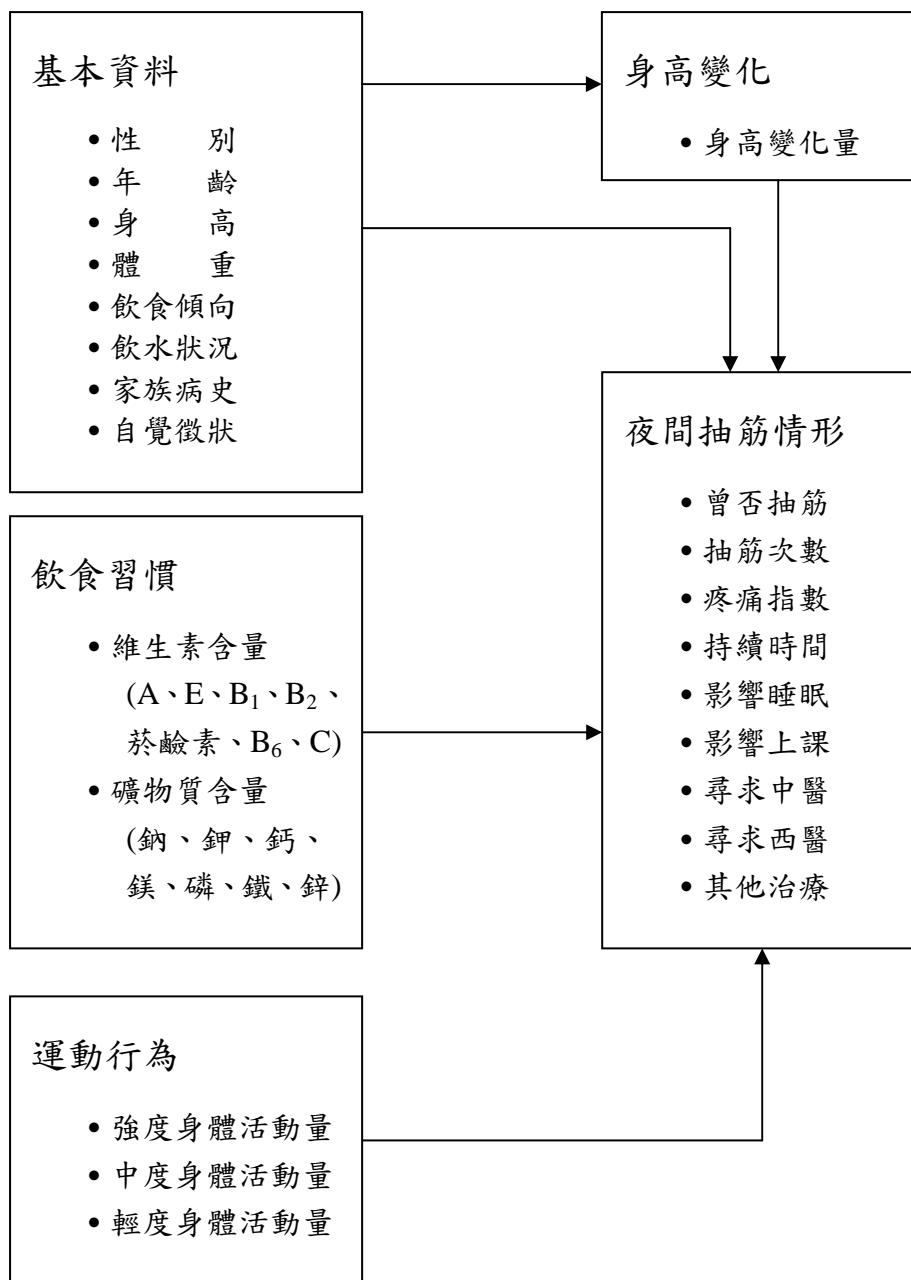 基本資料
• 性 別
• 年 齡
• 身 高
• 體 重
• 飲食傾向
• 飲水狀況
• 家族病史
• 自覺徵狀
身高變化
• 身高變化量
飲食習慣
• 維生素含量
(A、E、B₁、B₂、
菸鹼素、B₆、C)
• 礦物質含量
(鈉、鉀、鈣、
鎂、磷、鐵、鋅)
夜間抽筋情形
• 曾否抽筋
• 抽筋次數
• 疼痛指數
• 持續時間
• 影響睡眠
• 影響上課
• 尋求中醫
• 尋求西醫
• 其他治療
運動行為
• 強度身體活動量
• 中度身體活動量
• 輕度身體活動量